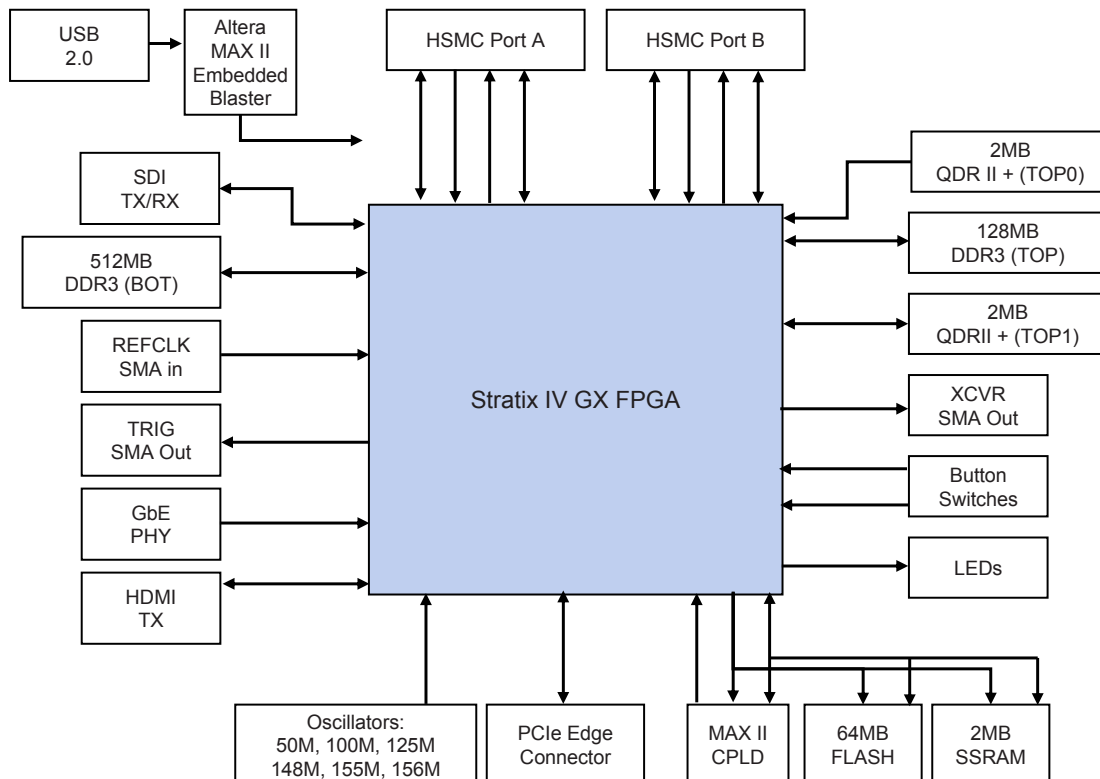 USB
2.0
Altera
MAX II
Embedded
Blaster
HSMC Port A
HSMC Port B
SDI
TX/RX
512MB
DDR3 (BOT)
REFCLK
SMA in
TRIG
SMA Out
GbE
PHY
HDMI
TX
Stratix IV GX FPGA
2MB
QDR II + (TOP0)
128MB
DDR3 (TOP)
2MB
QDRII + (TOP1)
XCVR
SMA Out
Button
Switches
LEDs
Oscillators:
50M, 100M, 125M
148M, 155M, 156M
PCIe Edge
Connector
MAX II
CPLD
64MB
FLASH
2MB
SSRAM